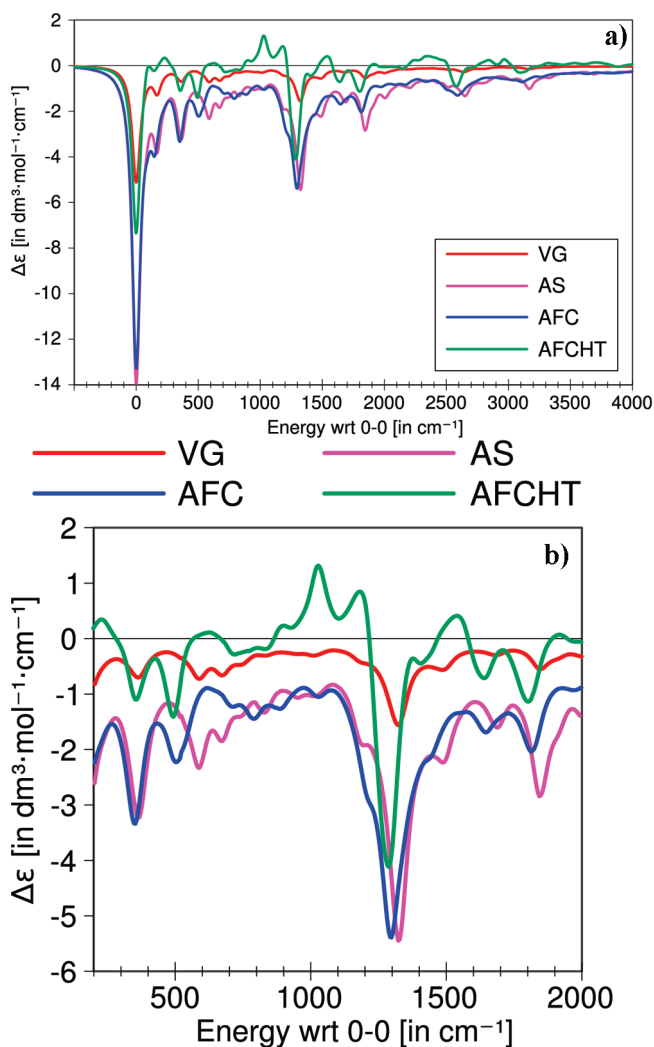 a)
2
0
-2
-4
-6
-8
-10
-12
-14
Δε [in dm³·mol⁻¹·cm⁻¹]
VG
AS
AFC
AFCHT
0 500 1000 1500 2000 2500 3000 3500 4000
Energy wrt 0-0 [in cm⁻¹]
VG AS
AFC AFCHT
b)
2
1
0
-1
-2
-3
-4
-5
-6
Δε [in dm³·mol⁻¹·cm⁻¹]
500 1000 1500 2000
Energy wrt 0-0 [in cm⁻¹]